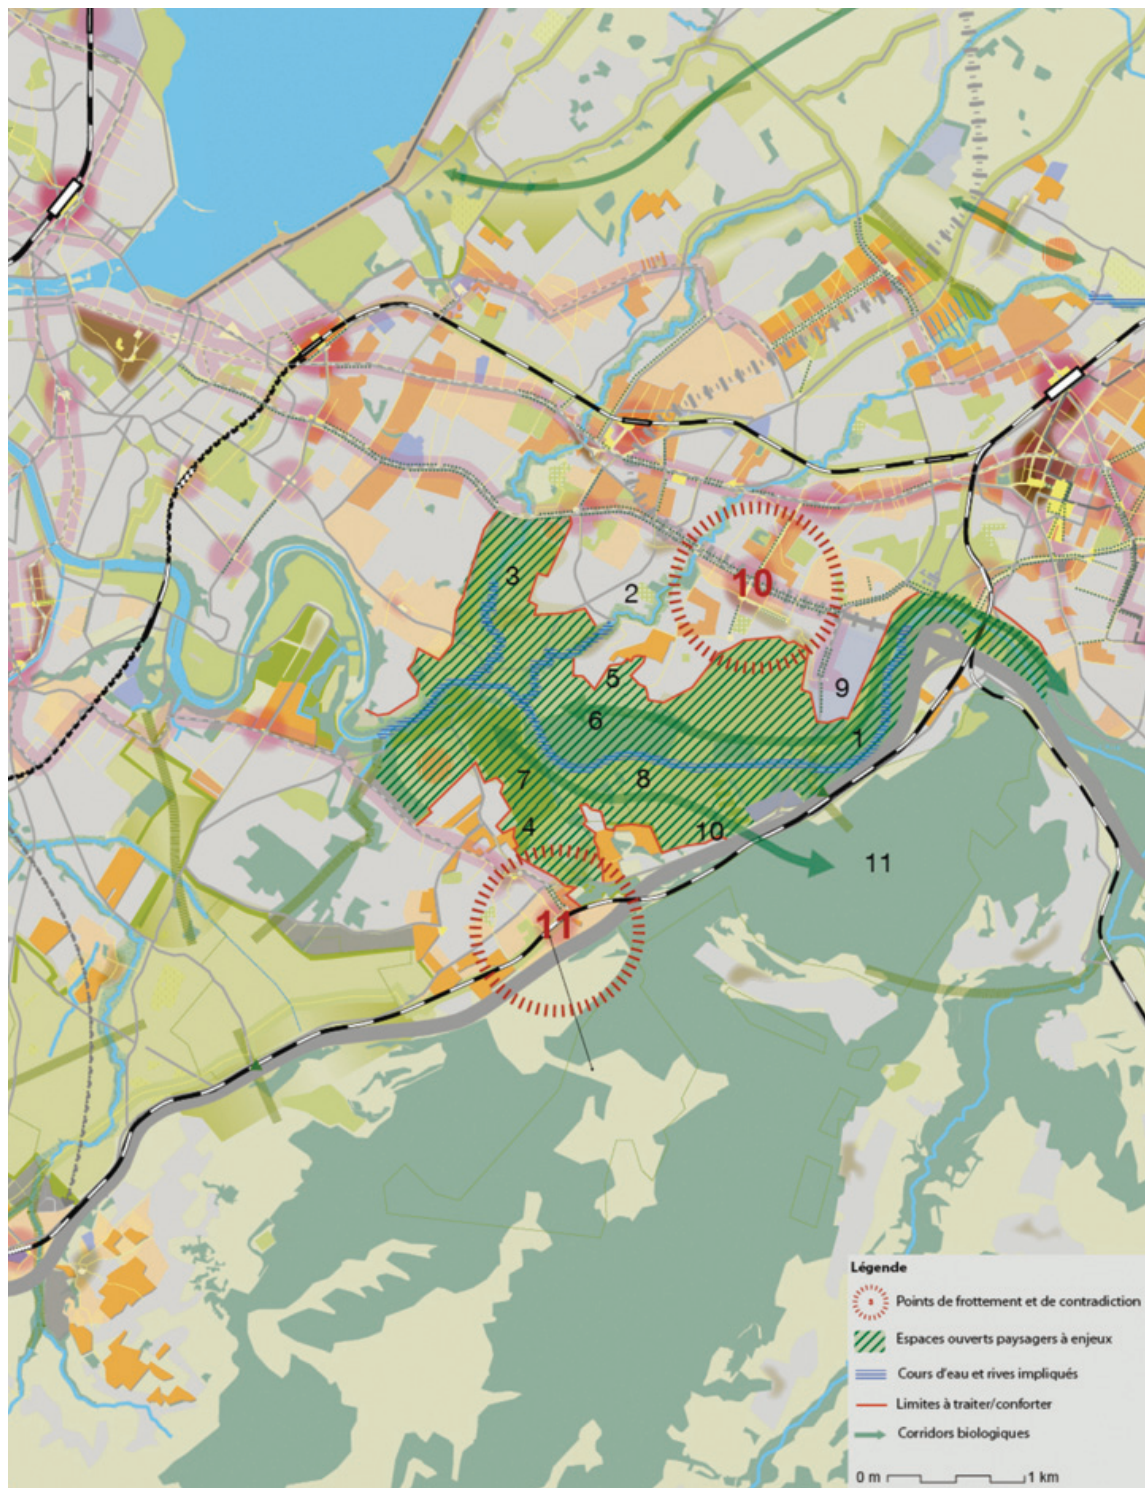 3
2
10
5
9
6
1
7
8
4
10
11
11
Légende
8 Points de frottement et de contradiction
Espaces ouverts paysagers à enjeux
Cours d'eau et rives impliqués
Limites à traiter/conforter
Corridors biologiques
0 m 1 km